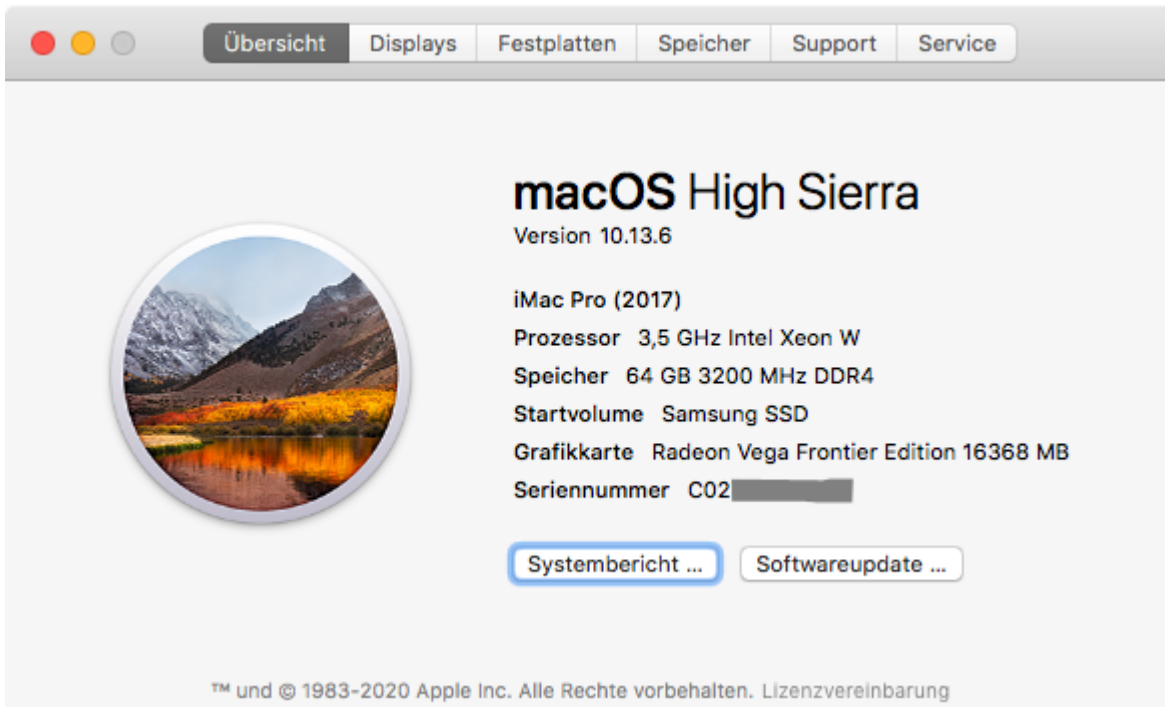 Übersicht Displays Festplatten Speicher Support Service
macOS High Sierra
Version 10.13.6
iMac Pro (2017)
Prozessor 3,5 GHz Intel Xeon W
Speicher 64 GB 3200 MHz DDR4
Startvolume Samsung SSD
Grafikkarte Radeon Vega Frontier Edition 16368 MB
Seriennummer C02
Systembericht ... Softwareupdate ...
™ und © 1983-2020 Apple Inc. Alle Rechte vorbehalten. Lizenzvereinbarung